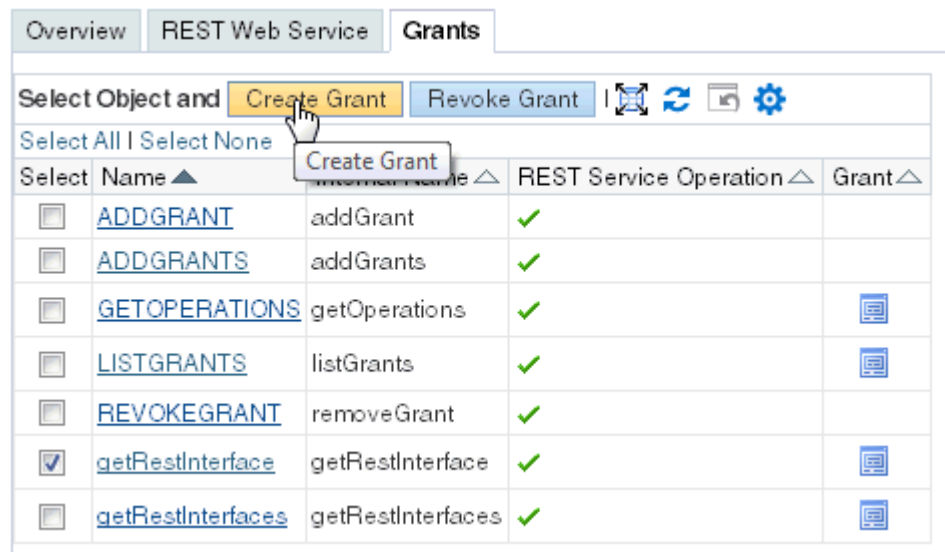 Overview REST Web Service Grants
Select Object and Create Grant Revoke Grant |
Select All | Select None
Create Grant
Select Name Internal Name REST Service Operation Grant
ADDGRANT addGrant
ADDGRANTS addGrants
GETOPERATIONS getOperations
LISTGRANTS listGrants
REVOKEGRANT removeGrant
getRestInterface getRestInterface
getRestInterfaces getRestInterfaces